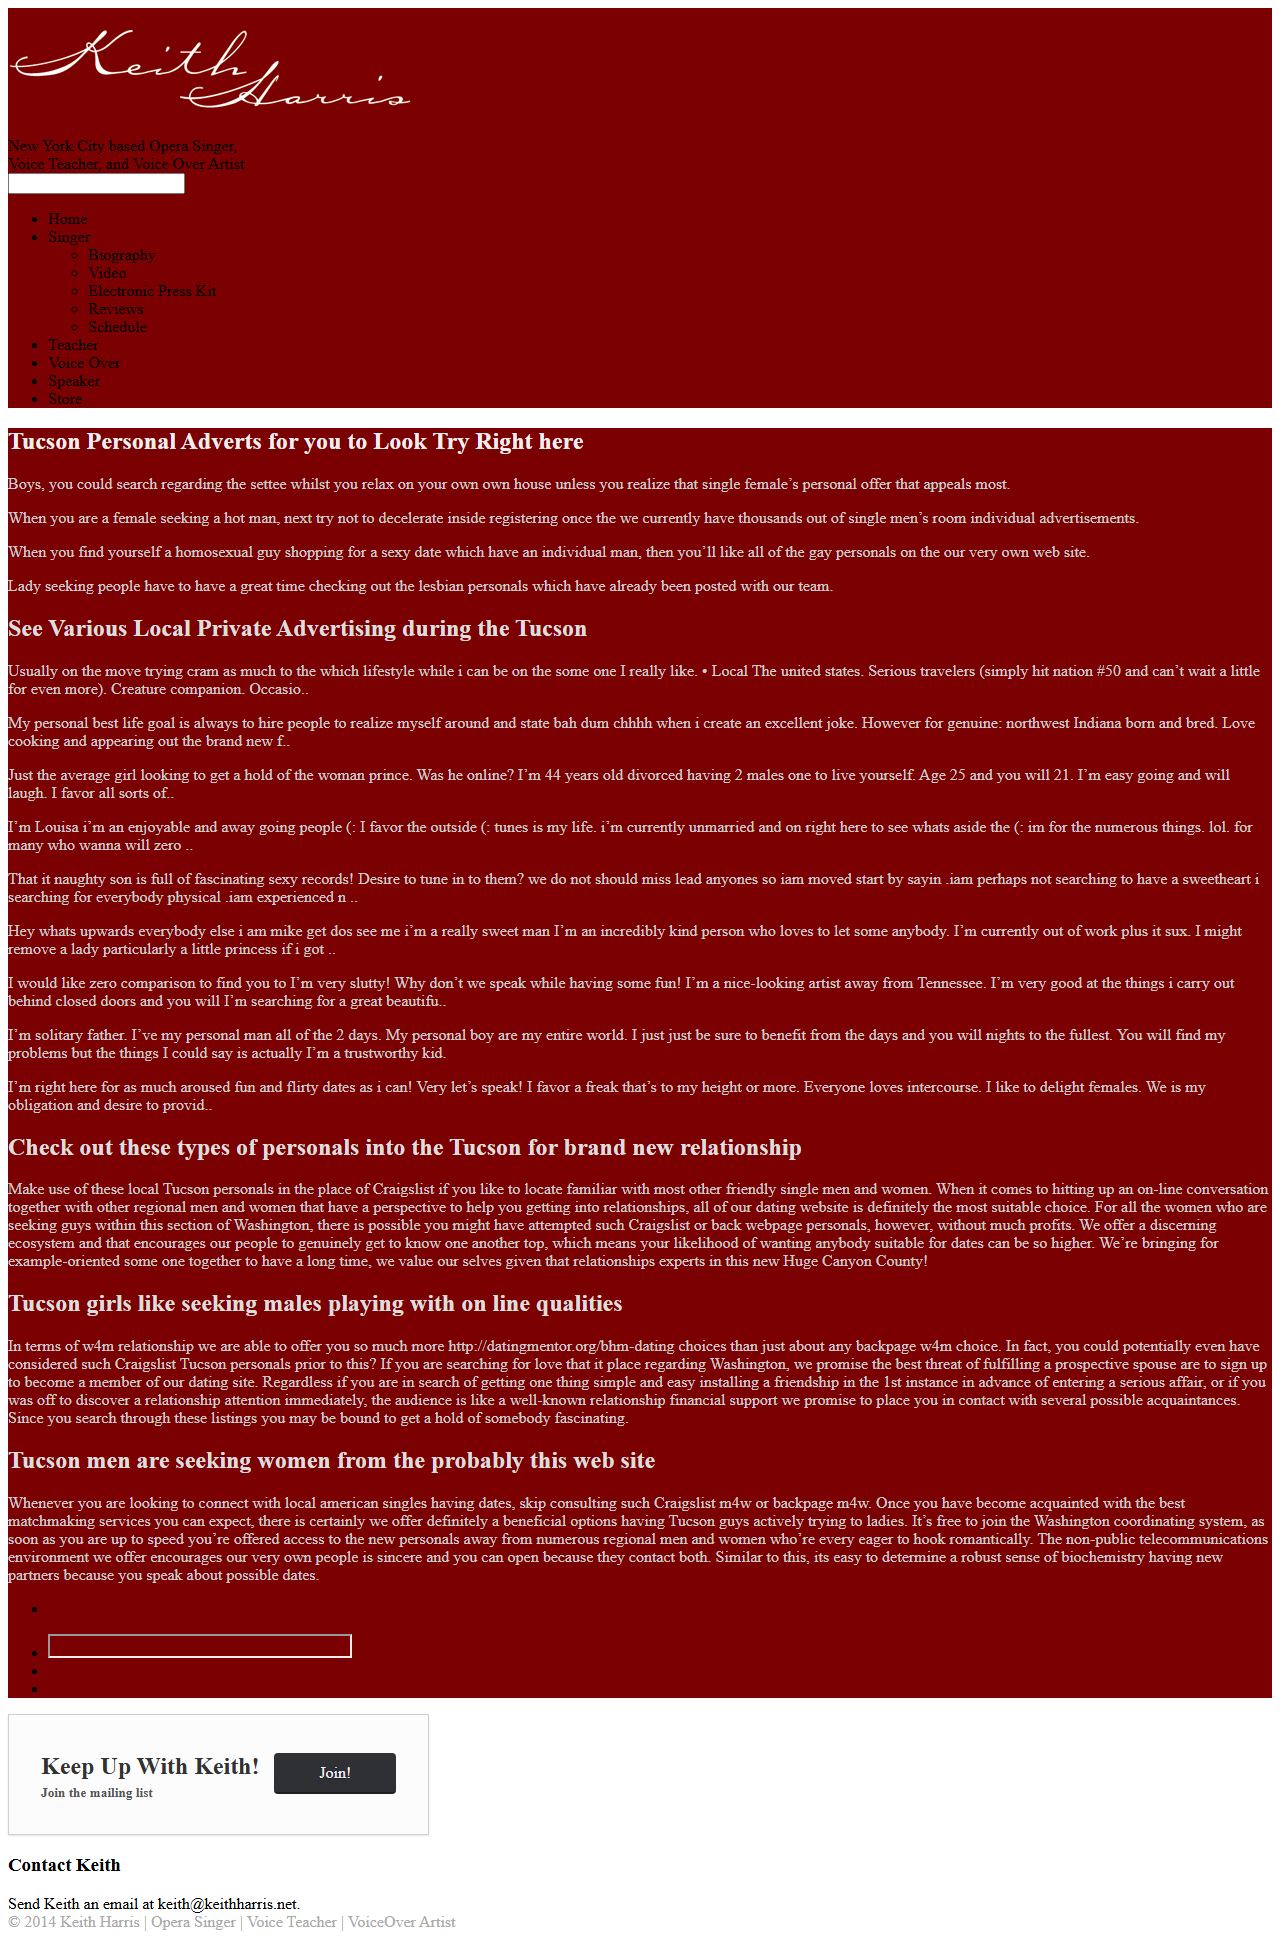 Keith Harris
New York City based Opera Singer,
Voice Teacher, and Voice Over Artist
Home
Singer
Biography
Video
Electronic Press Kit
Reviews
Schedule
Teacher
Voice Over
Speaker
Store
Tucson Personal Adverts for you to Look Try Right here
Boys, you could search regarding the settee whilst you relax on your own own house unless you realize that single female’s personal offer that appeals most.
When you are a female seeking a hot man, next try not to decelerate inside registering once the we currently have thousands out of single men’s room individual advertisements.
When you find yourself a homosexual guy shopping for a sexy date which have an individual man, then you’ll like all of the gay personals on the our very own web site.
Lady seeking people have to have a great time checking out the lesbian personals which have already been posted with our team.
See Various Local Private Advertising during the Tucson
Usually on the move trying cram as much to the which lifestyle while i can be on the some one I really like. • Local The united states. Serious travelers (simply hit nation #50 and can’t wait a little
for even more). Creature companion. Occasio..
My personal best life goal is always to hire people to realize myself around and state bah dum chhhh when i create an excellent joke. However for genuine: northwest Indiana born and bred. Love
cooking and appearing out the brand new f..
Just the average girl looking to get a hold of the woman prince. Was he online? I’m 44 years old divorced having 2 males one to live yourself. Age 25 and you will 21. I’m easy going and will
laugh. I favor all sorts of..
I’m Louisa i’m an enjoyable and away going people (: I favor the outside (: tunes is my life. i’m currently unmarried and on right here to see whats aside the (: im for the numerous things. lol. for
many who wanna will zero ..
That it naughty son is full of fascinating sexy records! Desire to tune in to them? we do not should miss lead anyones so iam moved start by sayin .iam perhaps not searching to have a sweetheart i
searching for everybody physical .iam experienced n ..
Hey whats upwards everybody else i am mike get dos see me i’m a really sweet man I’m an incredibly kind person who loves to let some anybody. I’m currently out of work plus it sux. I might
remove a lady particularly a little princess if i got ..
I would like zero comparison to find you to I’m very slutty! Why don’t we speak while having some fun! I’m a nice-looking artist away from Tennessee. I’m very good at the things i carry out
behind closed doors and you will I’m searching for a great beautifu..
I’m solitary father. I’ve my personal man all of the 2 days. My personal boy are my entire world. I just just be sure to benefit from the days and you will nights to the fullest. You will find my
problems but the things I could say is actually I’m a trustworthy kid.
I’m right here for as much aroused fun and flirty dates as i can! Very let’s speak! I favor a freak that’s to my height or more. Everyone loves intercourse. I like to delight females. We is my
obligation and desire to provid..
Check out these types of personals into the Tucson for brand new relationship
Make use of these local Tucson personals in the place of Craigslist if you like to locate familiar with most other friendly single men and women. When it comes to hitting up an on-line conversation
together with other regional men and women that have a perspective to help you getting into relationships, all of our dating website is definitely the most suitable choice. For all the women who are
seeking guys within this section of Washington, there is possible you might have attempted such Craigslist or back webpage personals, however, without much profits. We offer a discerning
ecosystem and that encourages our people to genuinely get to know one another top, which means your likelihood of wanting anybody suitable for dates can be so higher. We’re bringing for
example-oriented some one together to have a long time, we value our selves given that relationships experts in this new Huge Canyon County!
Tucson girls like seeking males playing with on line qualities
In terms of w4m relationship we are able to offer you so much more http://datingmentor.org/bhm-dating choices than just about any backpage w4m choice. In fact, you could potentially even have
considered such Craigslist Tucson personals prior to this? If you are searching for love that it place regarding Washington, we promise the best threat of fulfilling a prospective spouse are to sign up
to become a member of our dating site. Regardless if you are in search of getting one thing simple and easy installing a friendship in the 1st instance in advance of entering a serious affair, or if you
was off to discover a relationship attention immediately, the audience is like a well-known relationship financial support we promise to place you in contact with several possible acquaintances.
Since you search through these listings you may be bound to get a hold of somebody fascinating.
Tucson men are seeking women from the probably this web site
Whenever you are looking to connect with local american singles having dates, skip consulting such Craigslist m4w or backpage m4w. Once you have become acquainted with the best
matchmaking services you can expect, there is certainly we offer definitely a beneficial options having Tucson guys actively trying to ladies. It’s free to join the Washington coordinating system, as
soon as you are up to speed you’re offered access to the new personals away from numerous regional men and women who’re every eager to hook romantically. The non-public telecommunications
environment we offer encourages our very own people is sincere and you can open because they contact both. Similar to this, its easy to determine a robust sense of biochemistry having new
partners because you speak about possible dates.
Keep Up With Keith!
Join the mailing list
Join!
Contact Keith
Send Keith an email at keith@keithharris.net.
© 2014 Keith Harris | Opera Singer | Voice Teacher | VoiceOver Artist